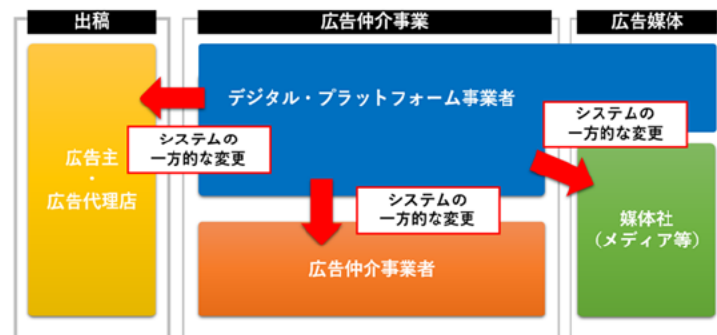 出稿
広告仲介事業
広告媒体
デジタル・プラットフォーム事業者
システムの
一方的な変更
システムの
一方的な変更
広告主
・
広告代理店
システムの
一方的な変更
媒体社
(メディア等)
広告仲介事業者